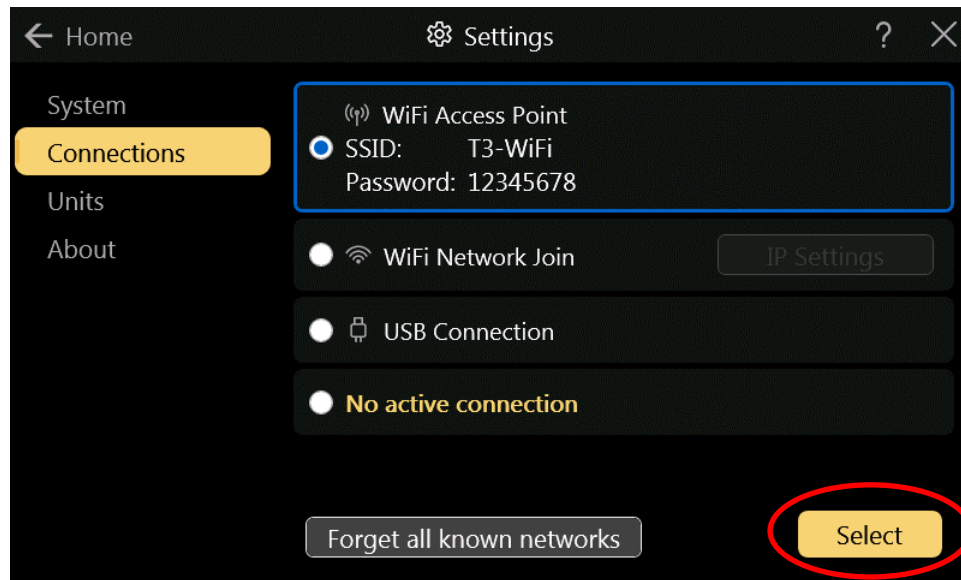 Home
Settings
?
System
Connections
Units
About
WiFi Access Point
SSID: T3-WiFi
Password: 12345678
WiFi Network Join
IP Settings
USB Connection
No active connection
Forget all known networks
Select